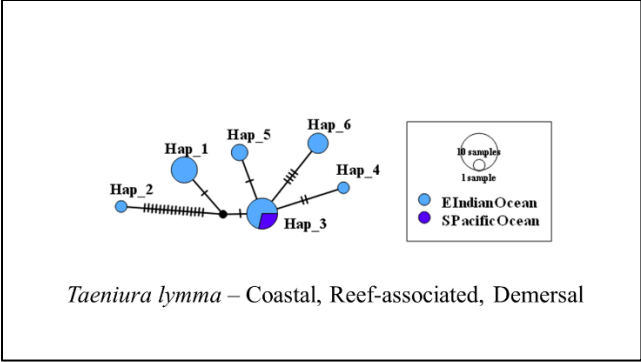 Hap_6
Hap_5
Hap_1
Hap_4
Hap_2
Hap_3
10 samples
1 sample
EIndianOcean
SPacificOcean
Taeniura lymma – Coastal, Reef-associated, Demersal